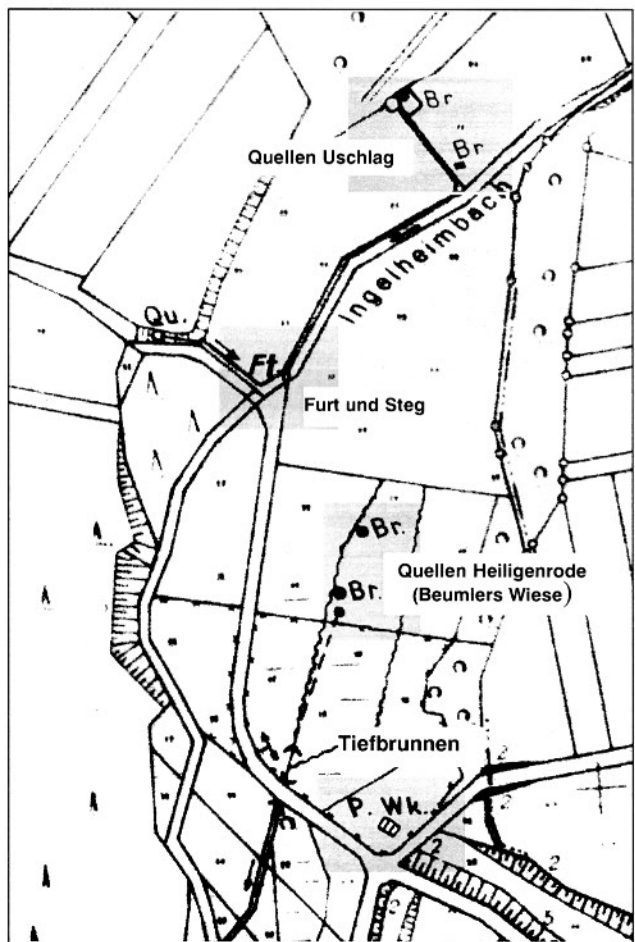 Br.
Quellen Uschlag
Br.
Ingelheimbach
Qu.
Ft.
Furt und Steg
Br.
Quellen Heiligenrode
(Beumlers Wiese)
Br.
Tiefbrunnen
P. Wk.
2
2
2
5